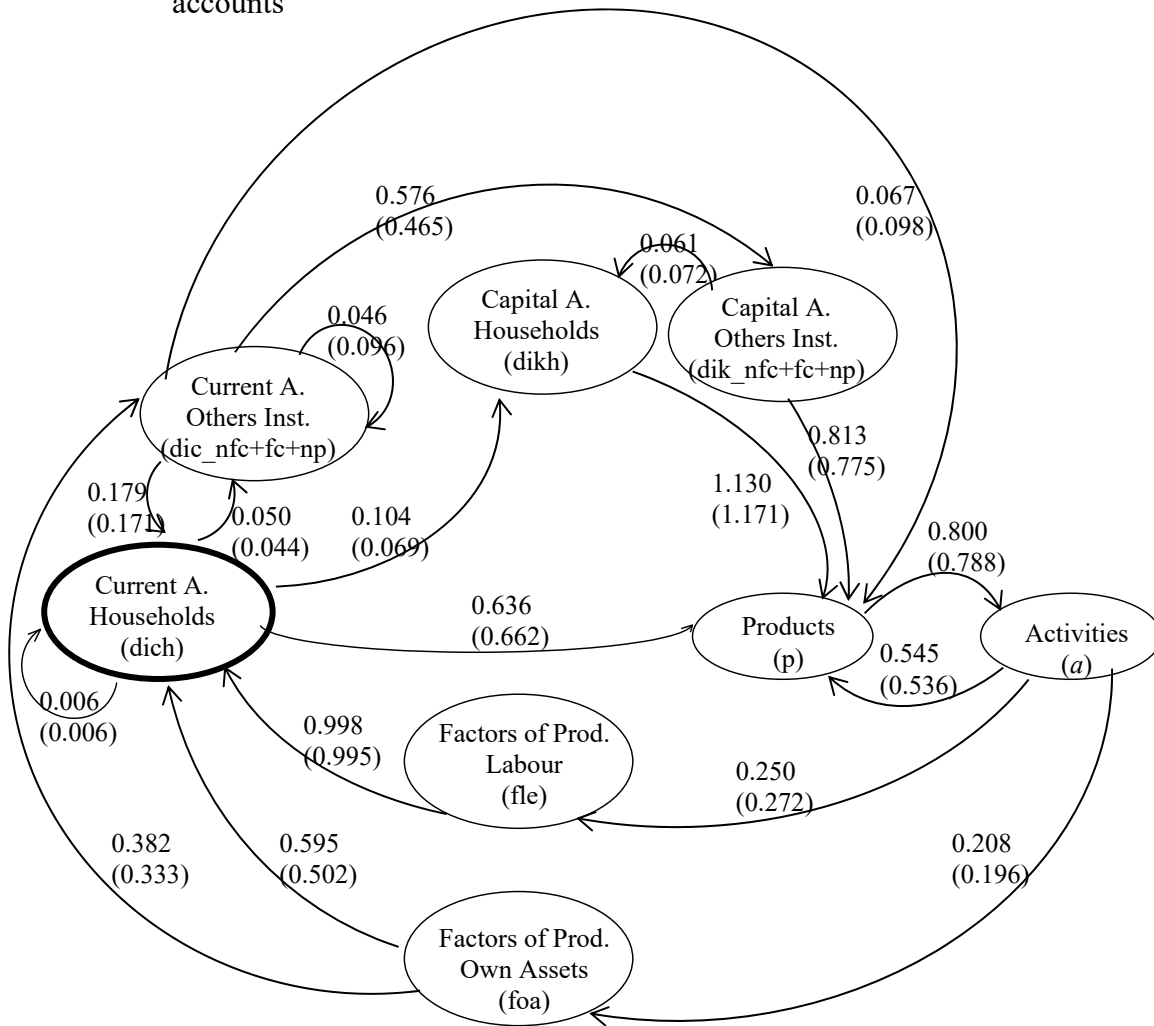 accounts
0.576
(0.465)
0.067
(0.098)
0.061
(0.072)
Capital A.
Households
(dikh)
Capital A.
Others Inst.
(dik_nfc+fc+np)
0.046
(0.096)
Current A.
Others Inst.
(dic_nfc+fc+np)
0.813
(0.775)
0.179
(0.171)
0.050
(0.044)
0.104
(0.069)
1.130
(1.171)
0.800
(0.788)
Current A.
Households
(dich)
0.636
(0.662)
Products
(p)
0.545
(0.536)
Activities
(a)
0.006
(0.006)
0.998
(0.995)
Factors of Prod.
Labour
(fle)
0.250
(0.272)
0.382
(0.333)
0.595
(0.502)
0.208
(0.196)
Factors of Prod.
Own Assets
(foa)